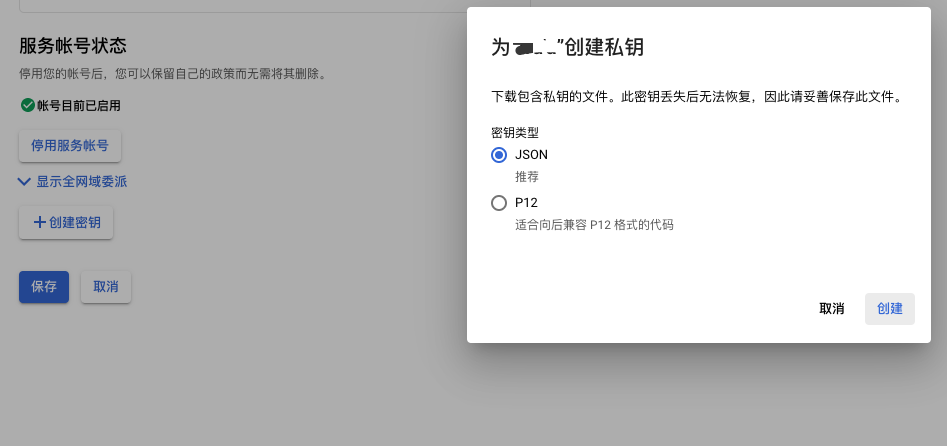 服务帐号状态
停用您的帐号后，您可以保留自己的政策而无需将其删除。
帐号目前已启用
停用服务帐号
显示全网域委派
创建密钥
保存
取消
为 ”创建私钥
下载包含私钥的文件。此密钥丢失后无法恢复，因此请妥善保存此文件。
密钥类型
JSON
推荐
P12
适合向后兼容 P12 格式的代码
取消
创建